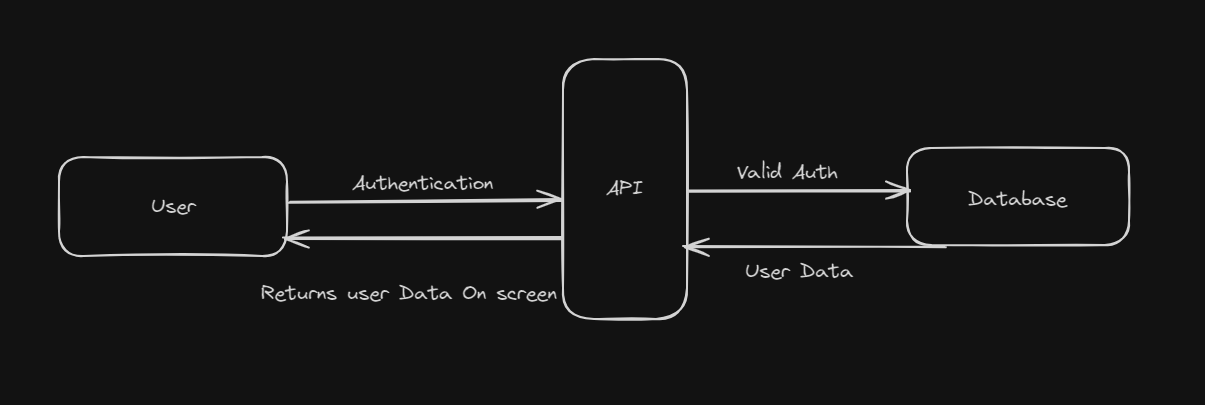 User
Authentication
Returns user Data On screen
API
Valid Auth
User Data
Database